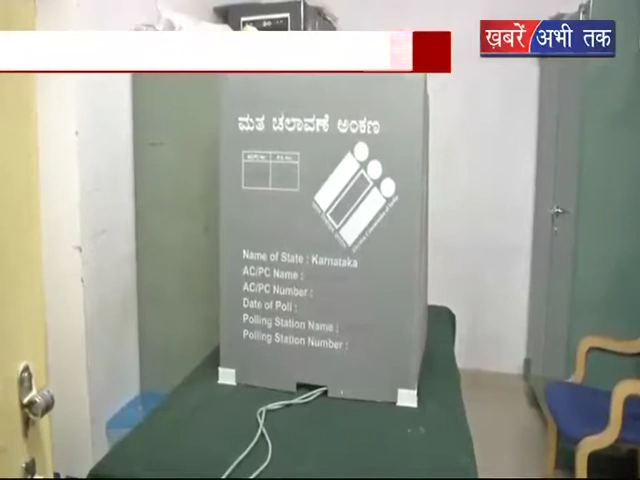 ख़बरें अभी तक
ಮತ ಚಲಾವಣೆ ಅಂಕಣ
Name of State : Karnataka
AC/PC Name :
AC/PC Number :
Date of Poll :
Polling Station Name :
Polling Station Number :